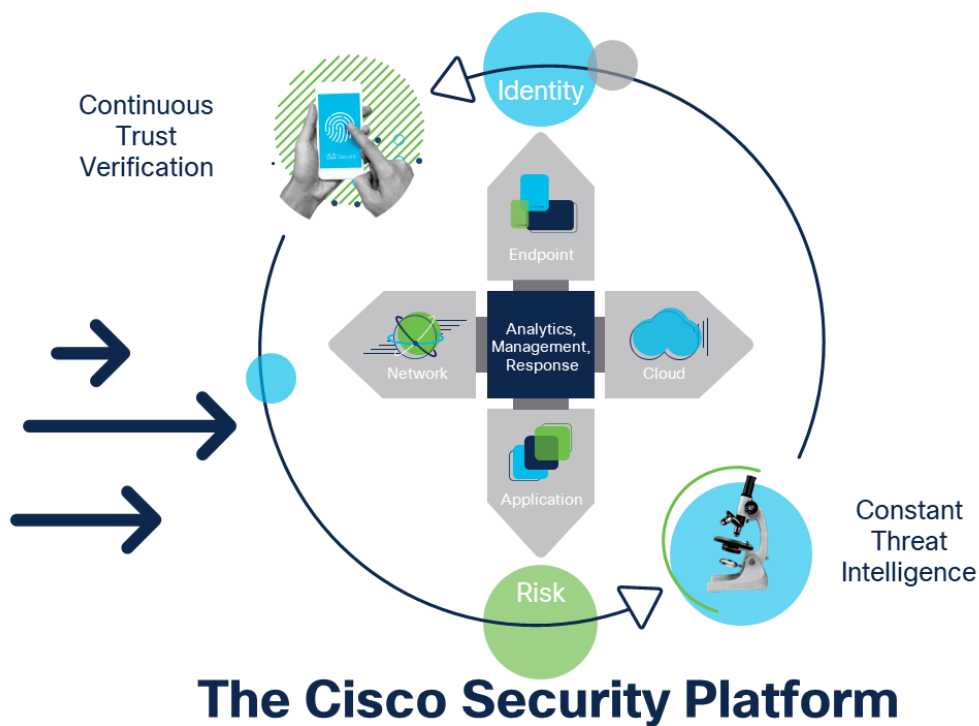 Identity
Continuous
Trust
Verification
Endpoint
Analytics,
Management,
Response
Network
Cloud
Application
Constant
Threat
Intelligence
Risk
The Cisco Security Platform